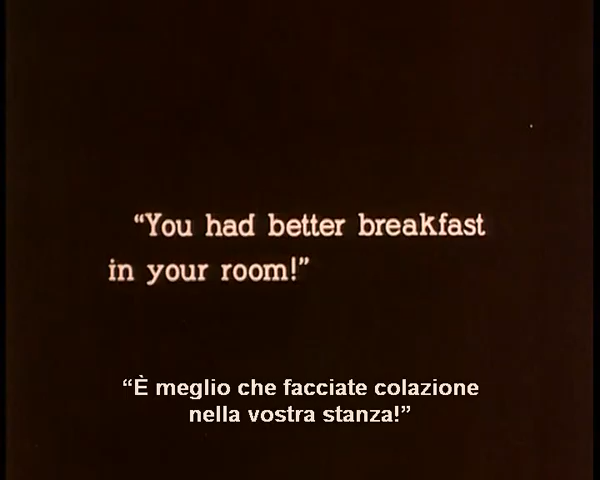 “You had better breakfast
in your room!”
“È meglio che facciate colazione
nella vostra stanza!”